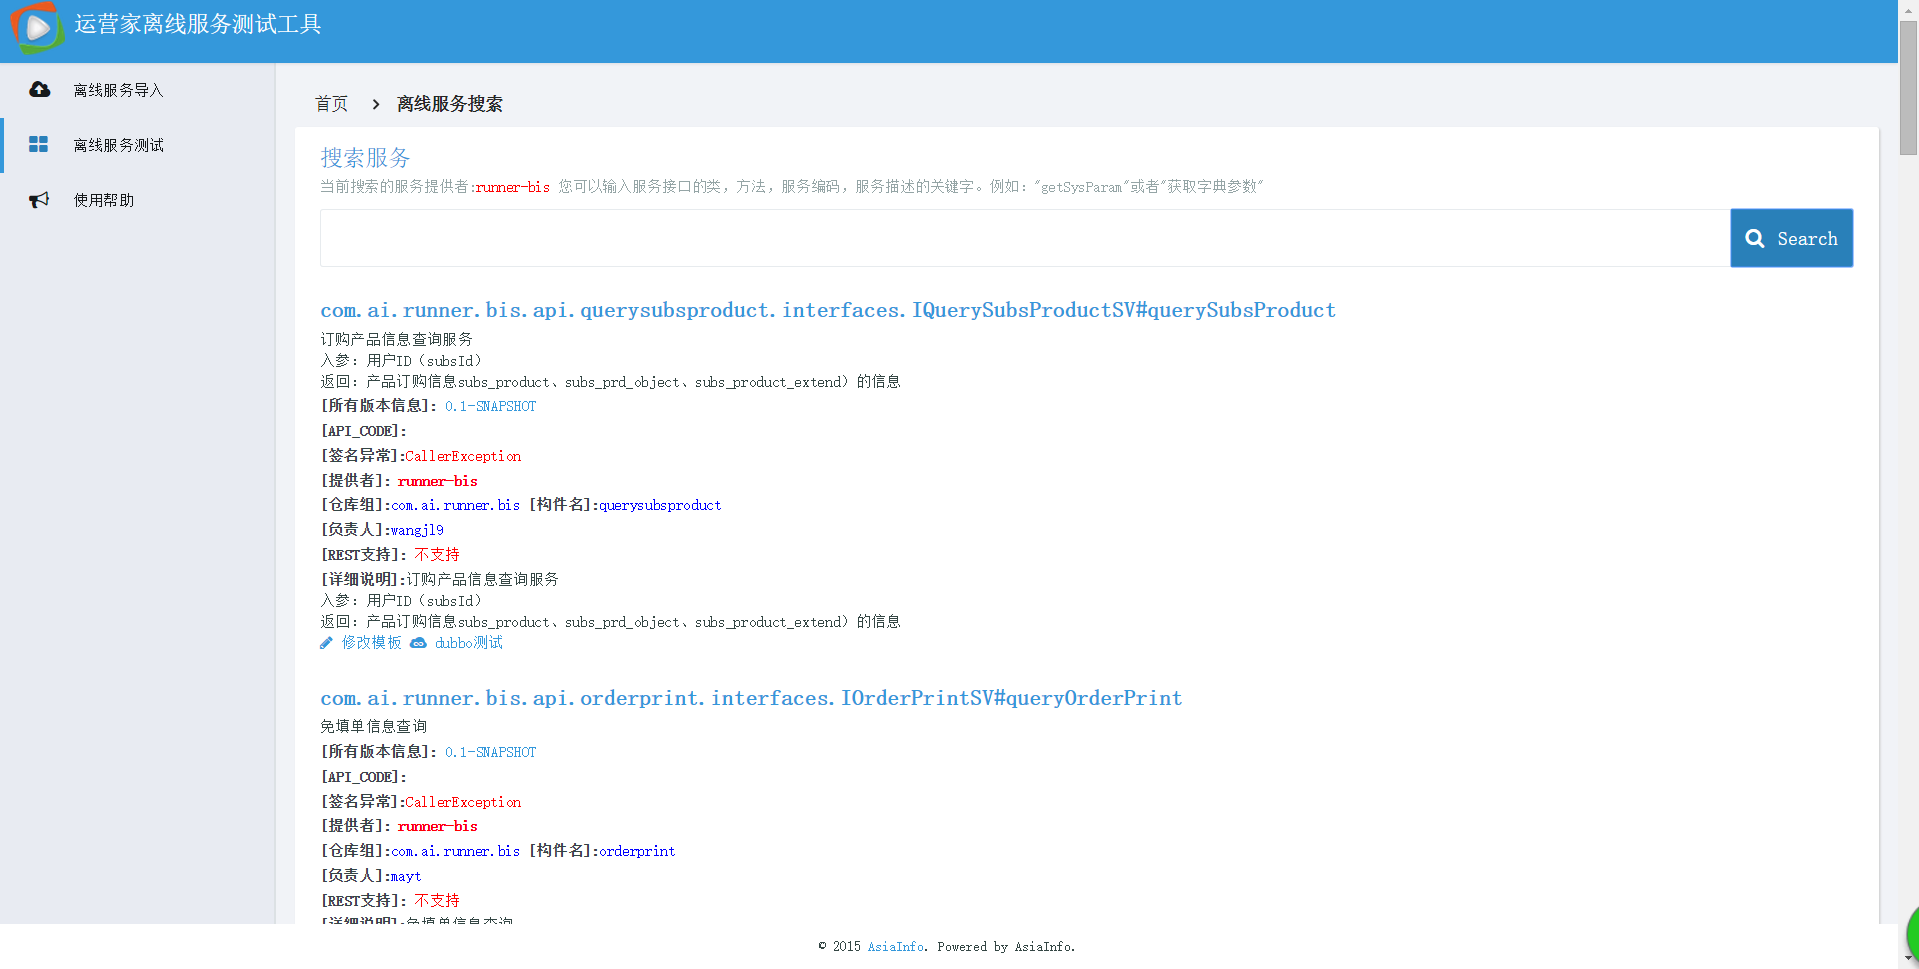 运营家离线服务测试工具
离线服务导入
离线服务测试
使用帮助
首页 离线服务搜索
搜索服务
当前搜索的服务提供者:runner-bis 您可以输入服务接口的类，方法，服务编码，服务描述的关键字。例如："getSysParam"或者"获取字典参数"
Search
com.ai.runner.bis.api.querysubsproduct.interfaces.IQuerySubsProductSV#querySubsProduct
订购产品信息查询服务
入参：用户ID（subsId）
返回：产品订购信息subs_product、subs_prd_object、subs_product_extend）的信息
[所有版本信息]: 0.1-SNAPSHOT
[API_CODE]:
[签名异常]:CallerException
[提供者]: runner-bis
[仓库组]:com.ai.runner.bis [构件名]:querysubsproduct
[负责人]:wangjl9
[REST支持]: 不支持
[详细说明]:订购产品信息查询服务
入参：用户ID（subsId）
返回：产品订购信息subs_product、subs_prd_object、subs_product_extend）的信息
修改模板 dubbo测试
com.ai.runner.bis.api.orderprint.interfaces.IOrderPrintSV#queryOrderPrint
免填单信息查询
[所有版本信息]: 0.1-SNAPSHOT
[API_CODE]:
[签名异常]:CallerException
[提供者]: runner-bis
[仓库组]:com.ai.runner.bis [构件名]:orderprint
[负责人]:mayt
[REST支持]: 不支持
[详细说明]:免填单信息查询
© 2015 AsiaInfo. Powered by AsiaInfo.